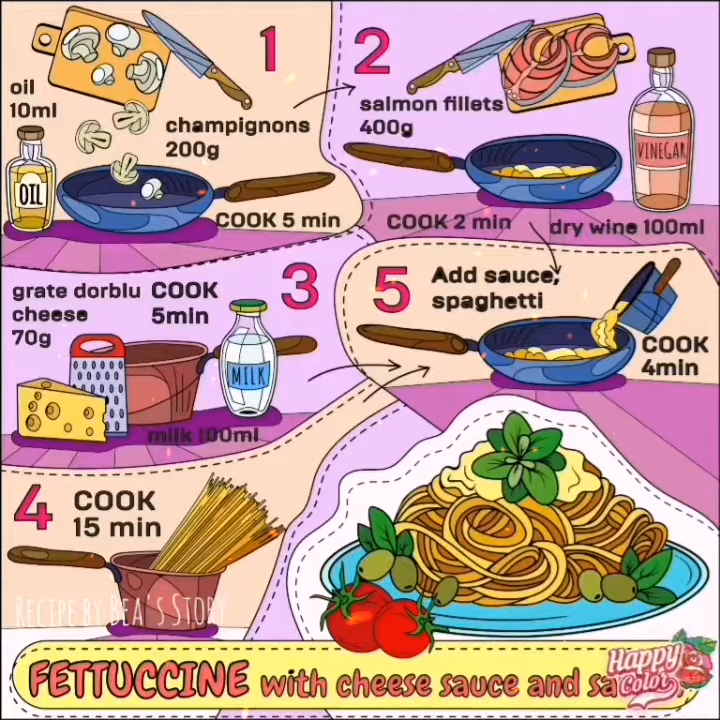 1
oil
10ml
champignons
200g
OIL
COOK 5 min
2
salmon fillets
400g
VINEGAR
COOK 2 min
dry wine 100ml
3
grate dorblu
cheese
70g
COOK
5min
MILK
milk 100ml
5
Add sauce,
spaghetti
COOK
4min
4
COOK
15 min
RECIPE BY BEA'S STORY
FETTUCCINE with cheese sauce and
Happy
Color